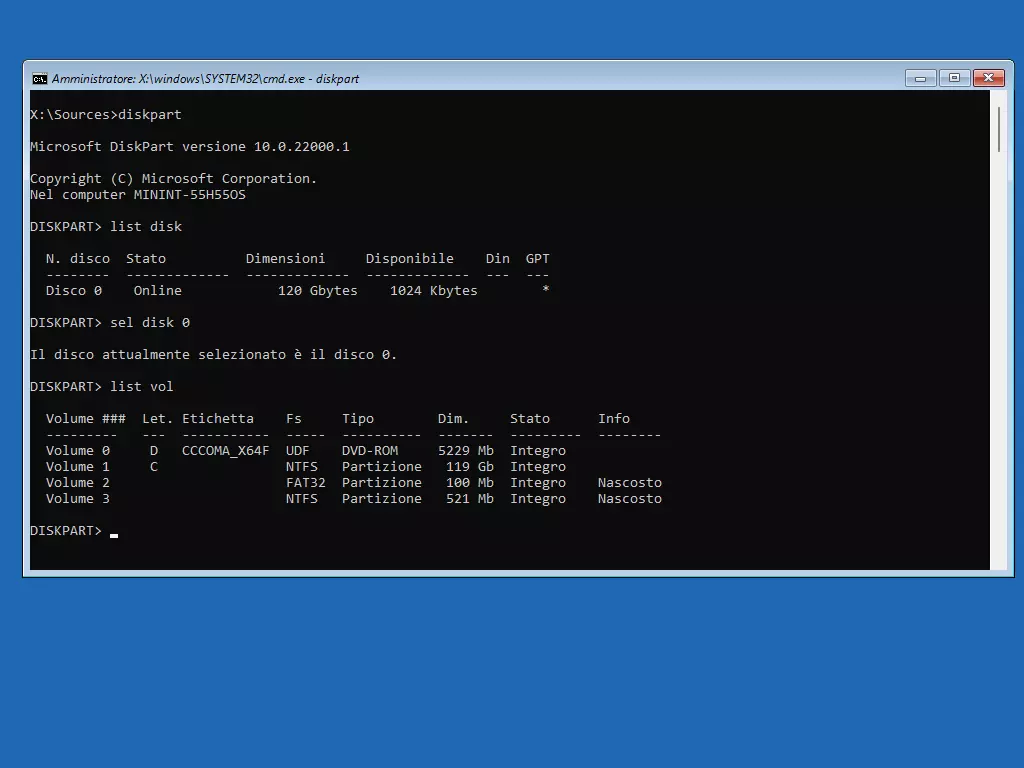 Amministratore: X:\windows\SYSTEM32\cmd.exe - diskpart
X:\Sources>diskpart
Microsoft DiskPart versione 10.0.22000.1
Copyright (C) Microsoft Corporation.
Nel computer MININT-55H55OS
DISKPART> list disk
N. disco  Stato          Dimensioni     Disponibile    Din  GPT
--------  -------------  -------------  -------------  ---  ---
Disco 0    Online            120 Gbytes    1024 Kbytes        *
DISKPART> sel disk 0
Il disco attualmente selezionato è il disco 0.
DISKPART> list vol
Volume ###  Let. Etichetta    Fs     Tipo        Dim.     Stato      Info
---------   ---  -----------  -----  ----------  -------  ---------  --------
Volume 0     D   CCCOMA_X64F  UDF    DVD-ROM     5229 Mb  Integro
Volume 1     C                NTFS   Partizione   119 Gb  Integro
Volume 2                      FAT32  Partizione   100 Mb  Integro    Nascosto
Volume 3                      NTFS   Partizione   521 Mb  Integro    Nascosto
DISKPART>